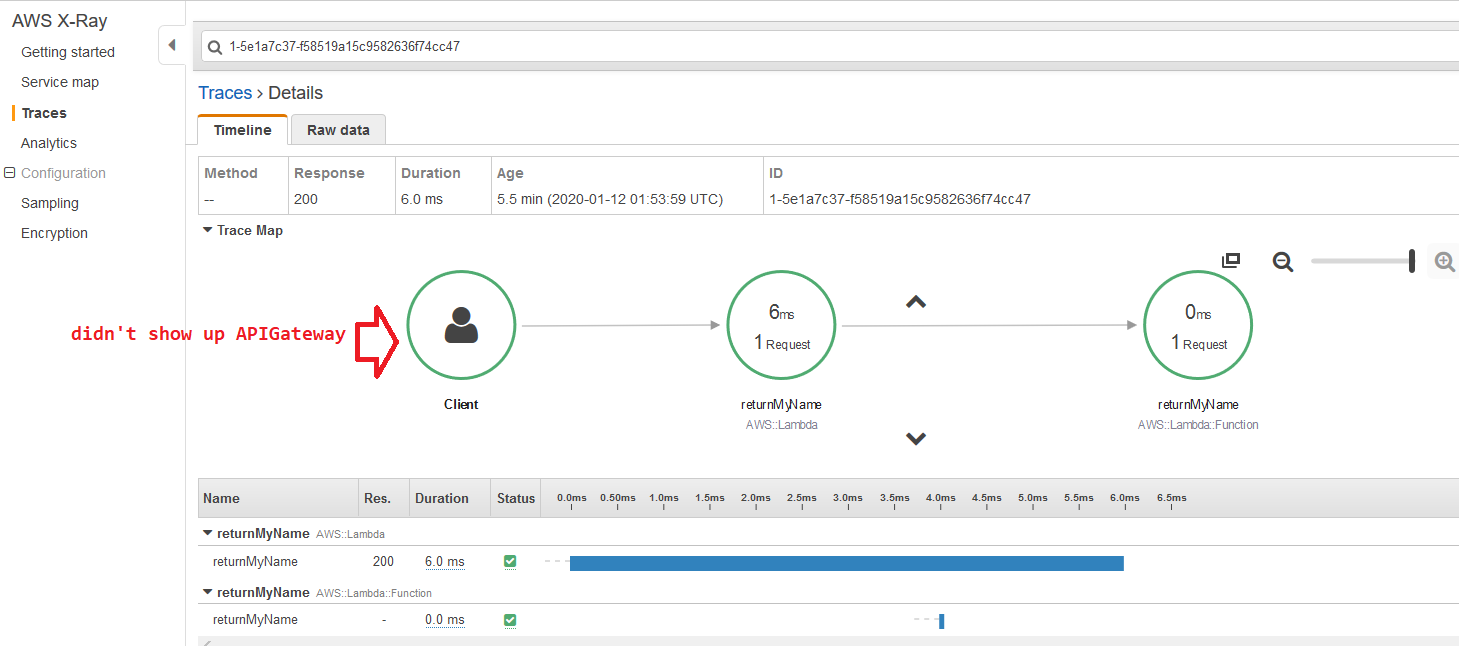 AWS X-Ray
Getting started
Service map
Traces
Analytics
Configuration
Sampling
Encryption
1-5e1a7c37-f58519a15c9582636f74cc47
Traces > Details
Timeline Raw data
Method Response Duration Age ID
-- 200 6.0 ms 5.5 min (2020-01-12 01:53:59 UTC) 1-5e1a7c37-f58519a15c9582636f74cc47
Trace Map
didn't show up APIGateway
Client
6ms
1 Request
returnMyName
AWS::Lambda
0ms
1 Request
returnMyName
AWS::Lambda::Function
Name Res. Duration Status 0.0ms 0.50ms 1.0ms 1.5ms 2.0ms 2.5ms 3.0ms 3.5ms 4.0ms 4.5ms 5.0ms 5.5ms 6.0ms 6.5ms
returnMyName AWS::Lambda
returnMyName 200 6.0 ms
returnMyName AWS::Lambda::Function
returnMyName - 0.0 ms